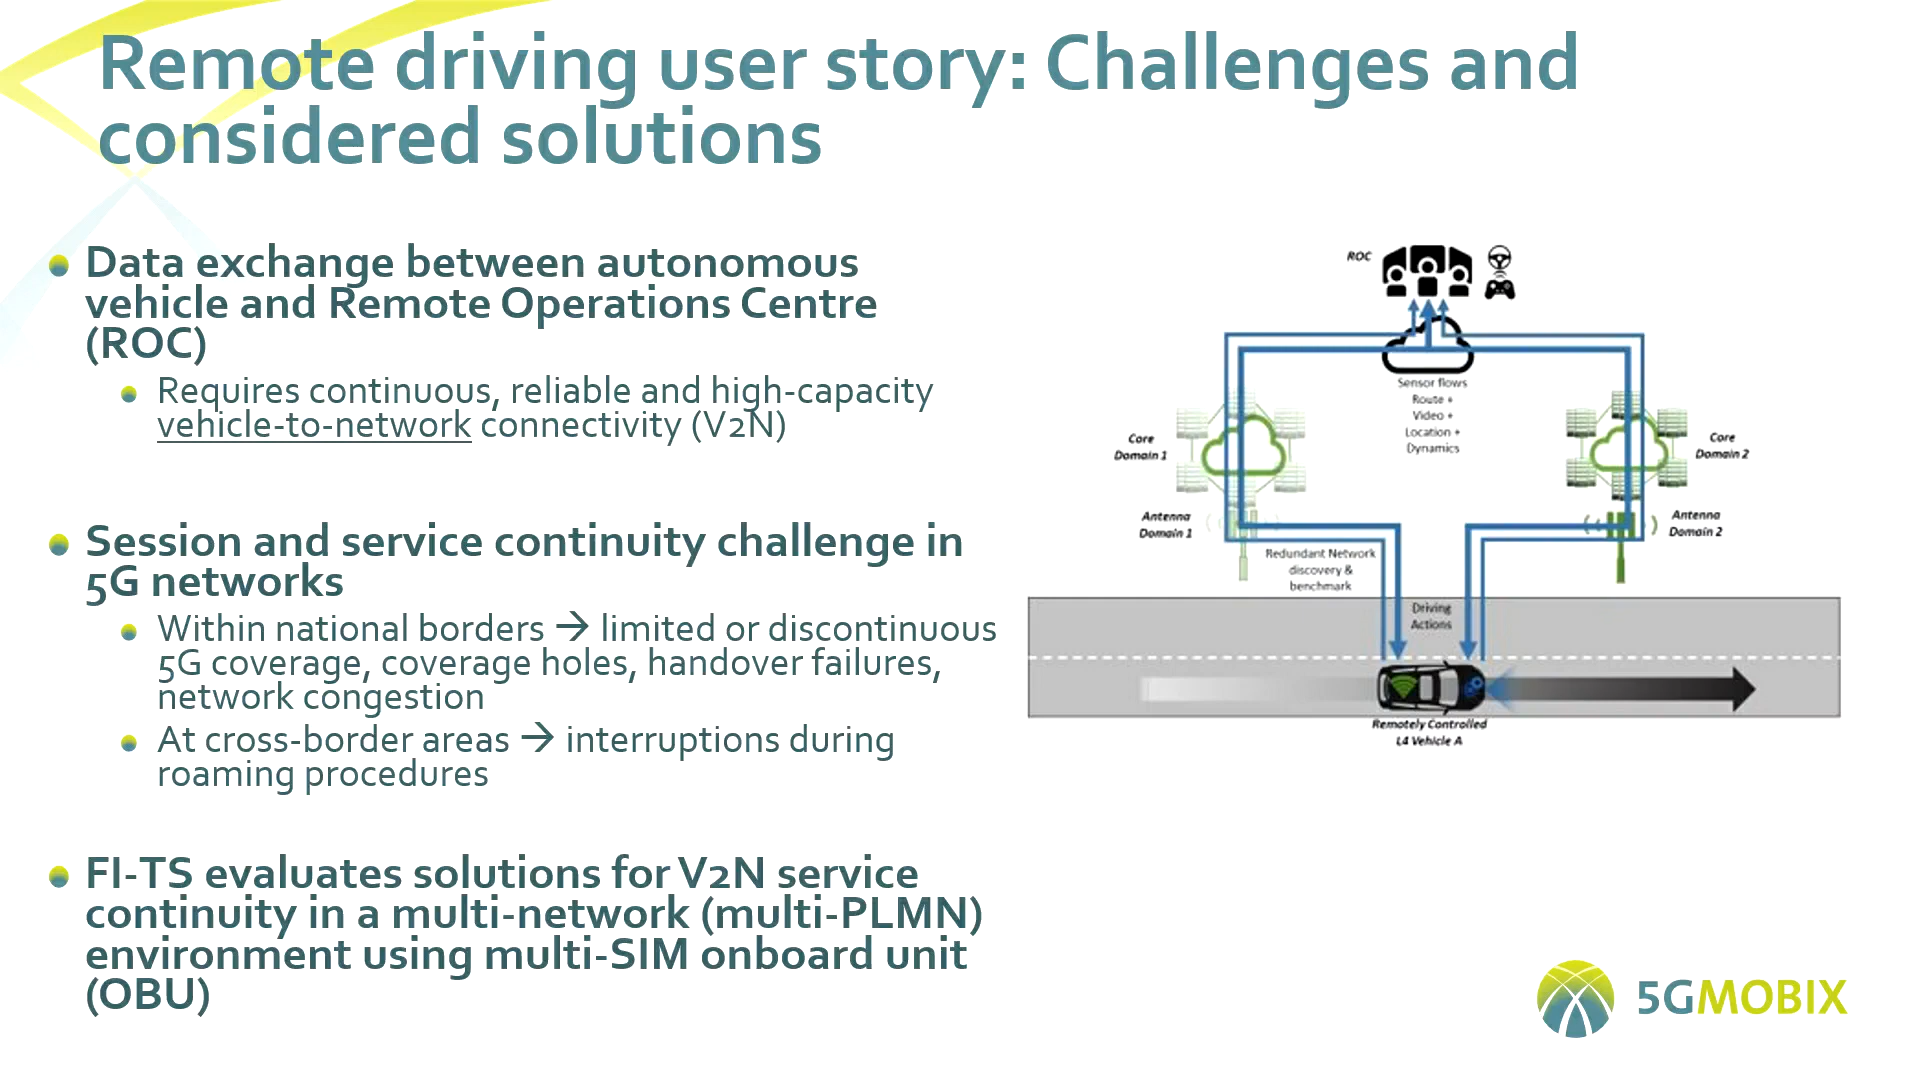 Remote driving user story: Challenges and
considered solutions
Data exchange between autonomous
vehicle and Remote Operations Centre
(ROC)
Requires continuous, reliable and high-capacity
vehicle-to-network connectivity (V2N)
Session and service continuity challenge in
5G networks
Within national borders → limited or discontinuous
5G coverage, coverage holes, handover failures,
network congestion
At cross-border areas → interruptions during
roaming procedures
FI-TS evaluates solutions for V2N service
continuity in a multi-network (multi-PLMN)
environment using multi-SIM onboard unit
(OBU)
ROC
Sensor flows
Route +
Video +
Location +
Dynamics
Core
Domain 1
Core
Domain 2
Antenna
Domain 1
Antenna
Domain 2
Redundant Network
discovery &
benchmark
Driving
Actions
Remotely Controlled
L4 Vehicle A
5GMOBIX